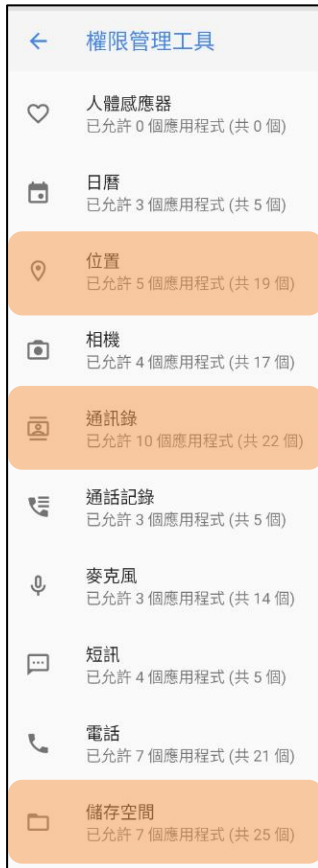 權限管理工具
人體感應器
已允許 0 個應用程式 (共 0 個)
日曆
已允許 3 個應用程式 (共 5 個)
位置
已允許 5 個應用程式 (共 19 個)
相機
已允許 4 個應用程式 (共 17 個)
通訊錄
已允許 10 個應用程式 (共 22 個)
通話記錄
已允許 3 個應用程式 (共 5 個)
麥克風
已允許 3 個應用程式 (共 14 個)
短訊
已允許 4 個應用程式 (共 5 個)
電話
已允許 7 個應用程式 (共 21 個)
儲存空間
已允許 7 個應用程式 (共 25 個)